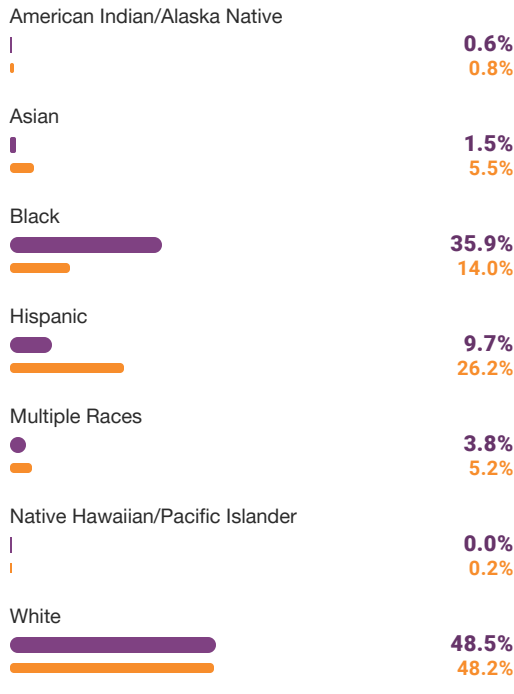 American Indian/Alaska Native
0.6%
0.8%
Asian
1.5%
5.5%
Black
35.9%
14.0%
Hispanic
9.7%
26.2%
Multiple Races
3.8%
5.2%
Native Hawaiian/Pacific Islander
0.0%
0.2%
White
48.5%
48.2%